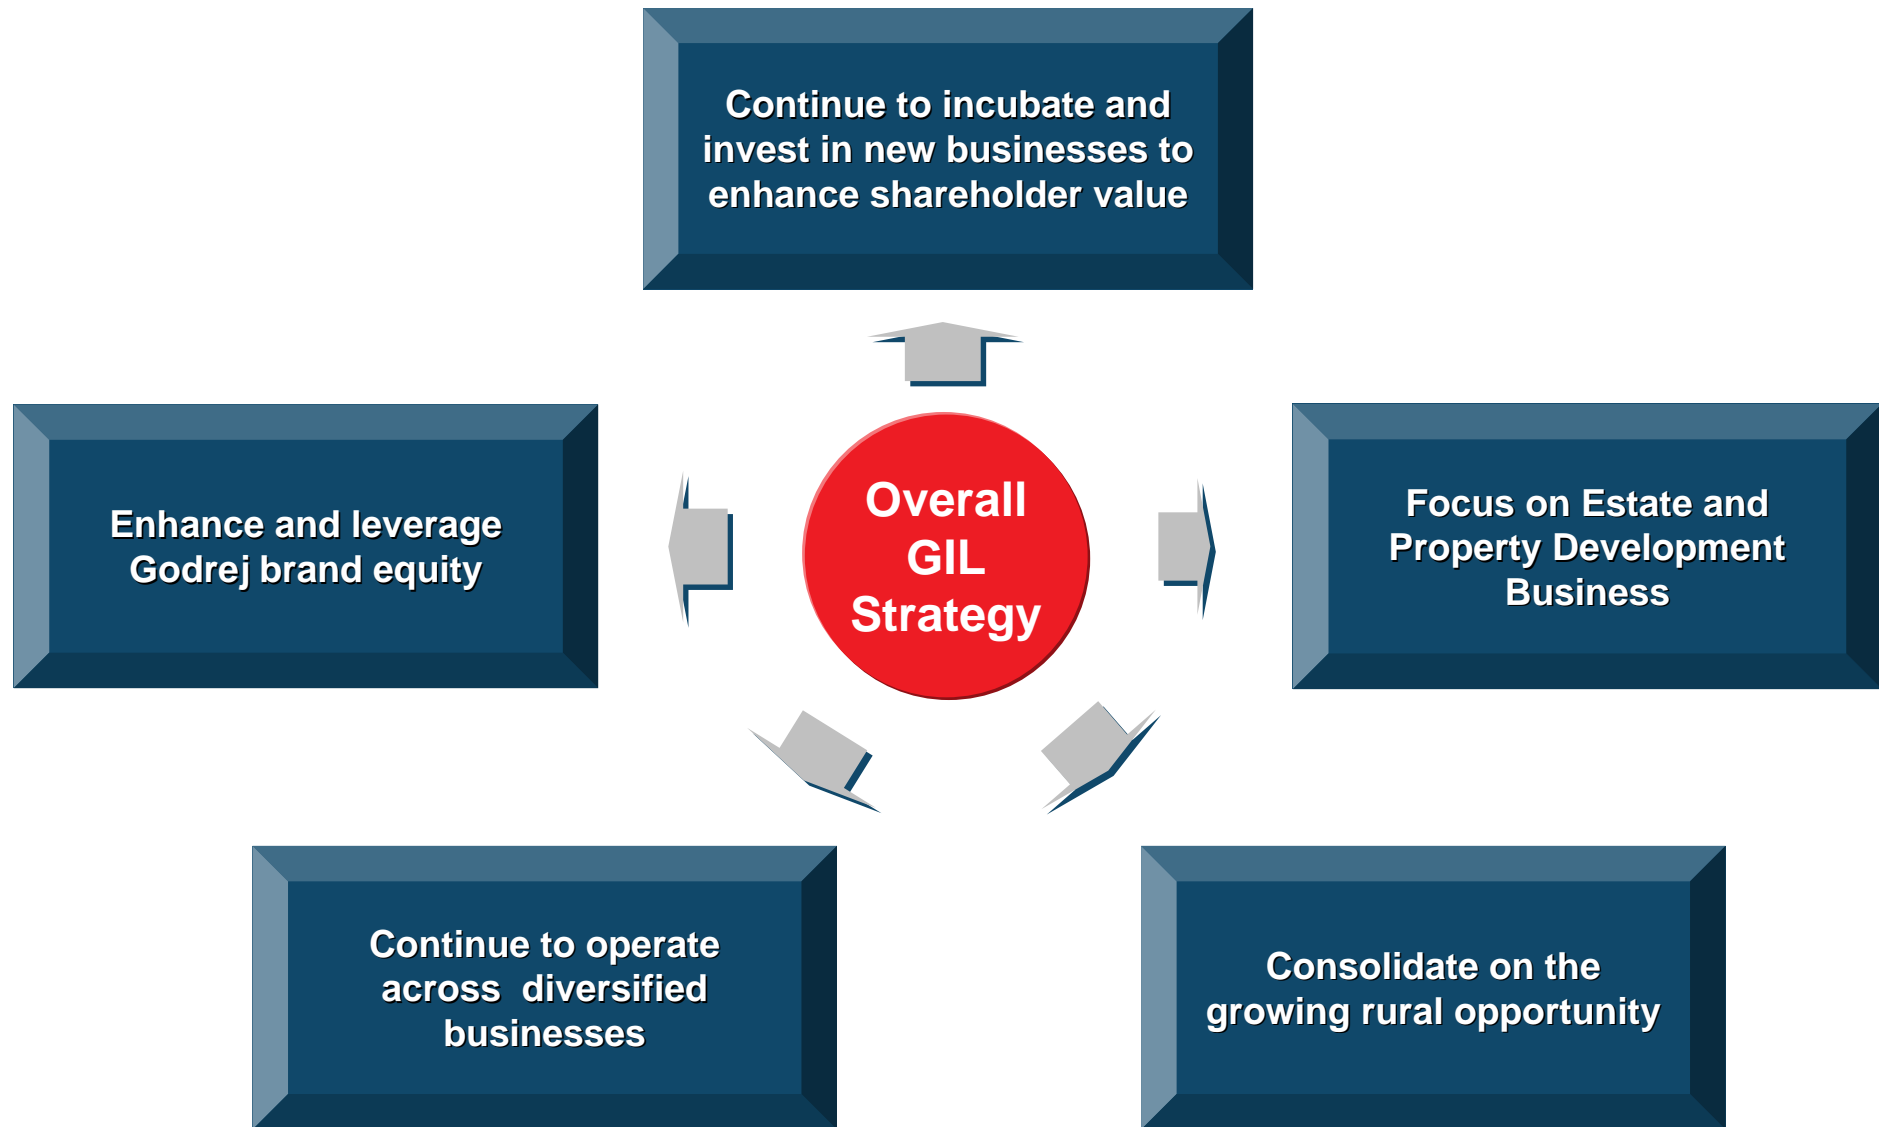 Continue to incubate and
invest in new businesses to
enhance shareholder value
Enhance and leverage
Godrej brand equity
Overall
GIL
Strategy
Focus on Estate and
Property Development
Business
Continue to operate
across  diversified
businesses
Consolidate on the
growing rural opportunity